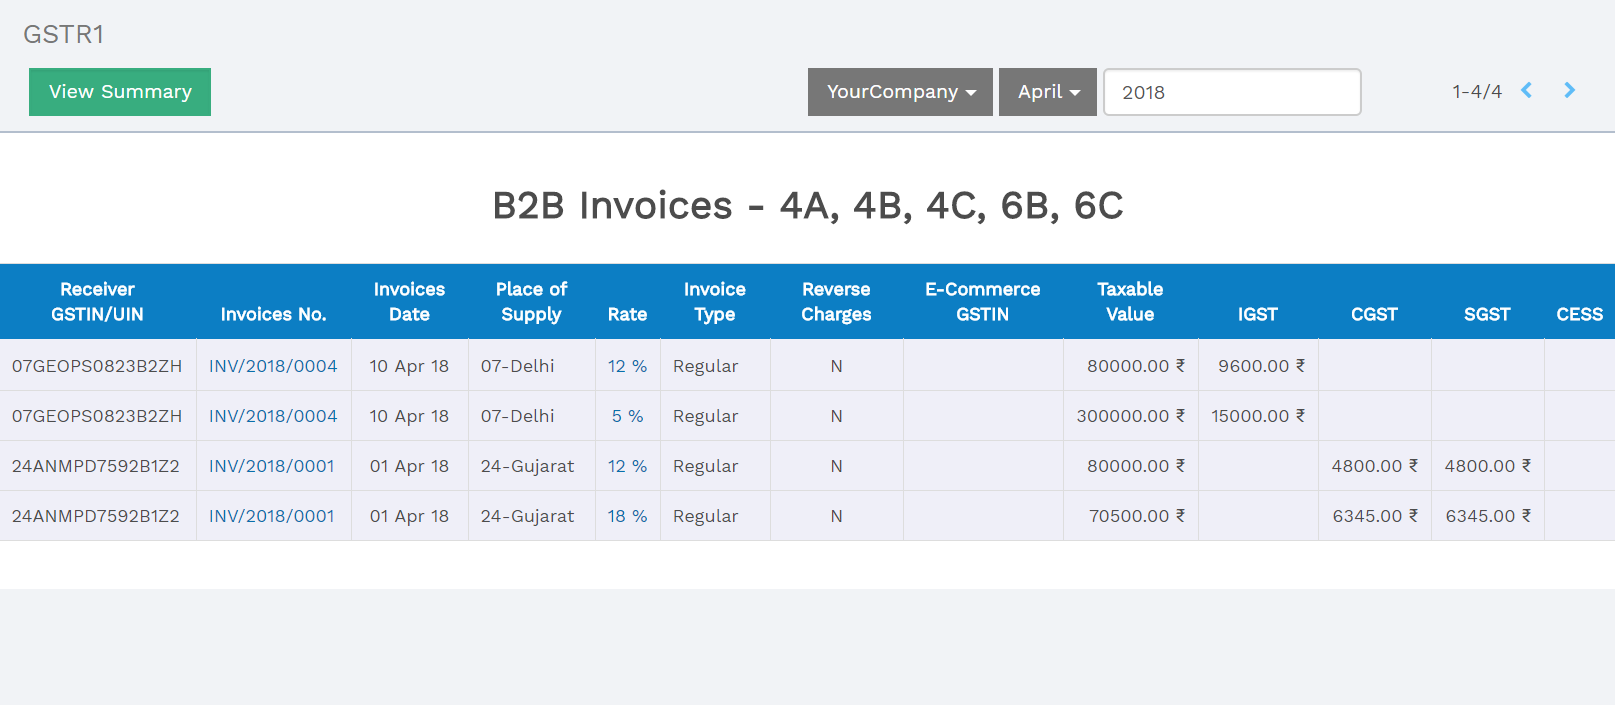 GSTR1
View Summary YourCompany April 2018 1-4/4
B2B Invoices - 4A, 4B, 4C, 6B, 6C
Receiver GSTIN/UIN Invoices No. Invoices Date Place of Supply Rate Invoice Type Reverse Charges E-Commerce GSTIN Taxable Value IGST CGST SGST CESS
07GEOPS0823B2ZH INV/2018/0004 10 Apr 18 07-Delhi 12 % Regular N 80000.00 ₹ 9600.00 ₹
07GEOPS0823B2ZH INV/2018/0004 10 Apr 18 07-Delhi 5 % Regular N 300000.00 ₹ 15000.00 ₹
24ANMPD7592B1Z2 INV/2018/0001 01 Apr 18 24-Gujarat 12 % Regular N 80000.00 ₹ 4800.00 ₹ 4800.00 ₹
24ANMPD7592B1Z2 INV/2018/0001 01 Apr 18 24-Gujarat 18 % Regular N 70500.00 ₹ 6345.00 ₹ 6345.00 ₹